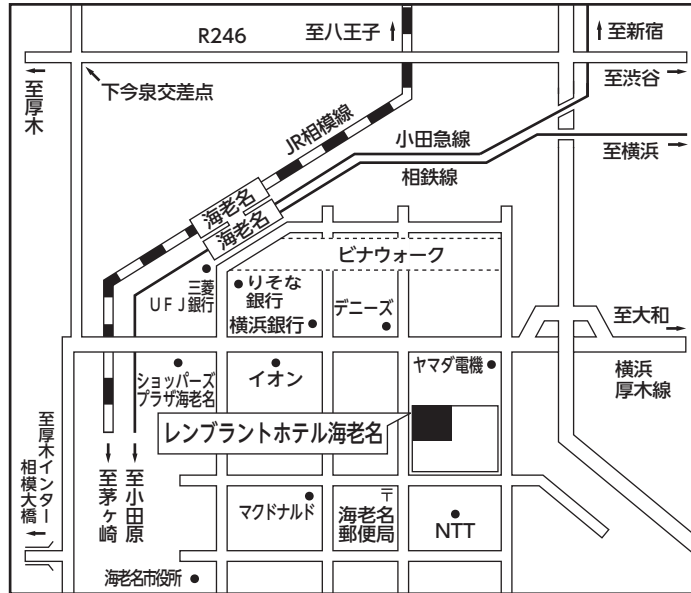 R246
至八王子
至新宿
至厚木
下今泉交差点
至渋谷
JR相模線
小田急線
至横浜
相鉄線
海老名
海老名
ビナウォーク
三菱
UFJ銀行
りそな
銀行
横浜銀行
デニーズ
至大和
ショッパーズ
プラザ海老名
イオン
ヤマダ電機
横浜
厚木線
レンブラントホテル海老名
至厚木インター
相模大橋
至茅ヶ崎
至小田原
マクドナルド
〒
海老名
郵便局
NTT
海老名市役所